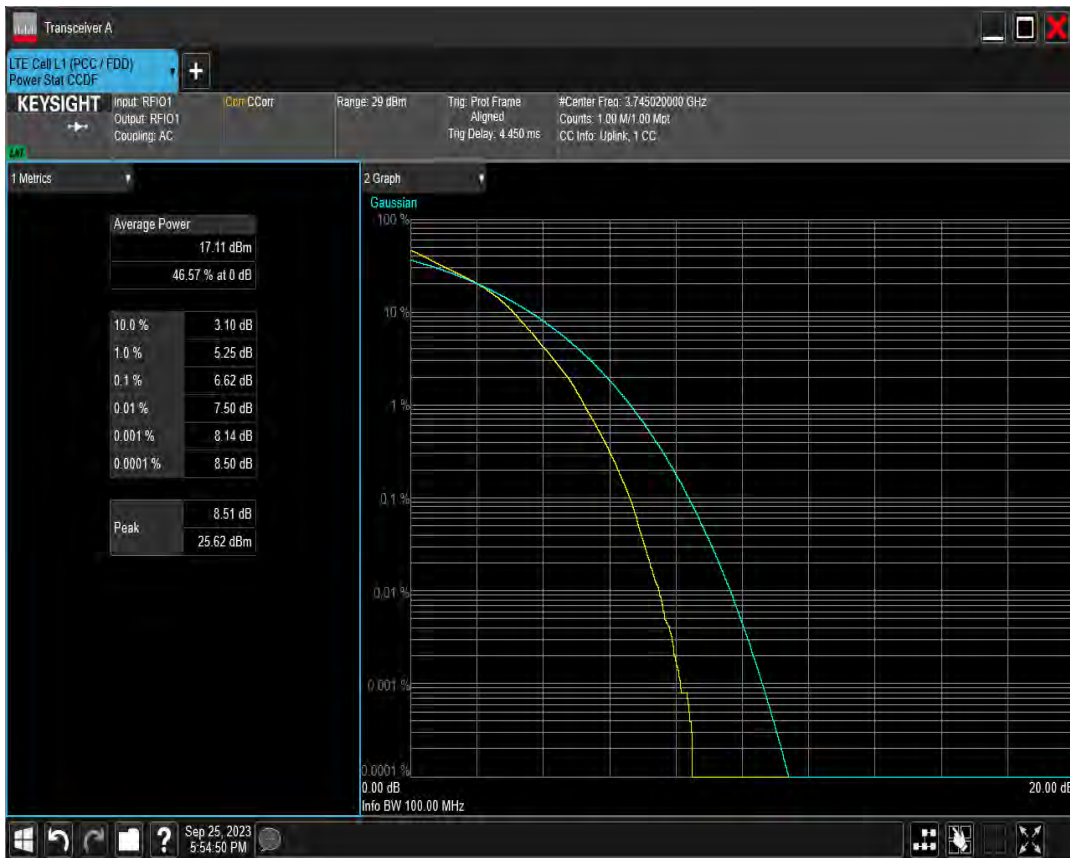 Transceiver A
LTE Cell L1 (PCC / FDD)
Power Stat CCDF
+
KEYSIGHT
Input: RFIO1
Output: RFIO1
Coupling: AC
Corr CCorr
Range: 29 dBm
Trig: Prot Frame
Aligned
Trig Delay: 4.450 ms
#Center Freq: 3.745020000 GHz
Counts: 1.00 M/1.00 Mpt
CC Info: Uplink, 1 CC
LXI
1 Metrics
Average Power
17.11 dBm
46.57 % at 0 dB
10.0 % 3.10 dB
1.0 % 5.25 dB
0.1 % 6.62 dB
0.01 % 7.50 dB
0.001 % 8.14 dB
0.0001 % 8.50 dB
Peak 8.51 dB
25.62 dBm
2 Graph
Gaussian
100 %
10 %
1 %
0.1 %
0.01 %
0.001 %
0.0001 %
0.00 dB 20.00 dB
Info BW 100.00 MHz
?
Sep 25, 2023
5:54:50 PM